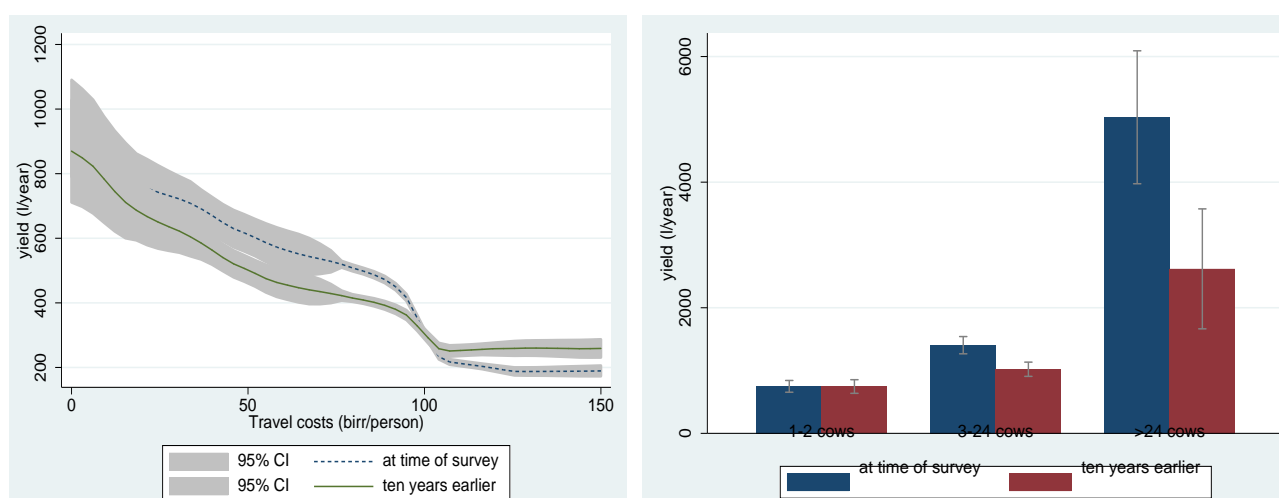 yield (l/year)
1200
1000
800
600
400
200
0 50 100 150
Travel costs (birr/person)
95% CI at time of survey
95% CI ten years earlier
yield (l/year)
6000
4000
2000
0
1-2 cows 3-24 cows >24 cows
at time of survey ten years earlier